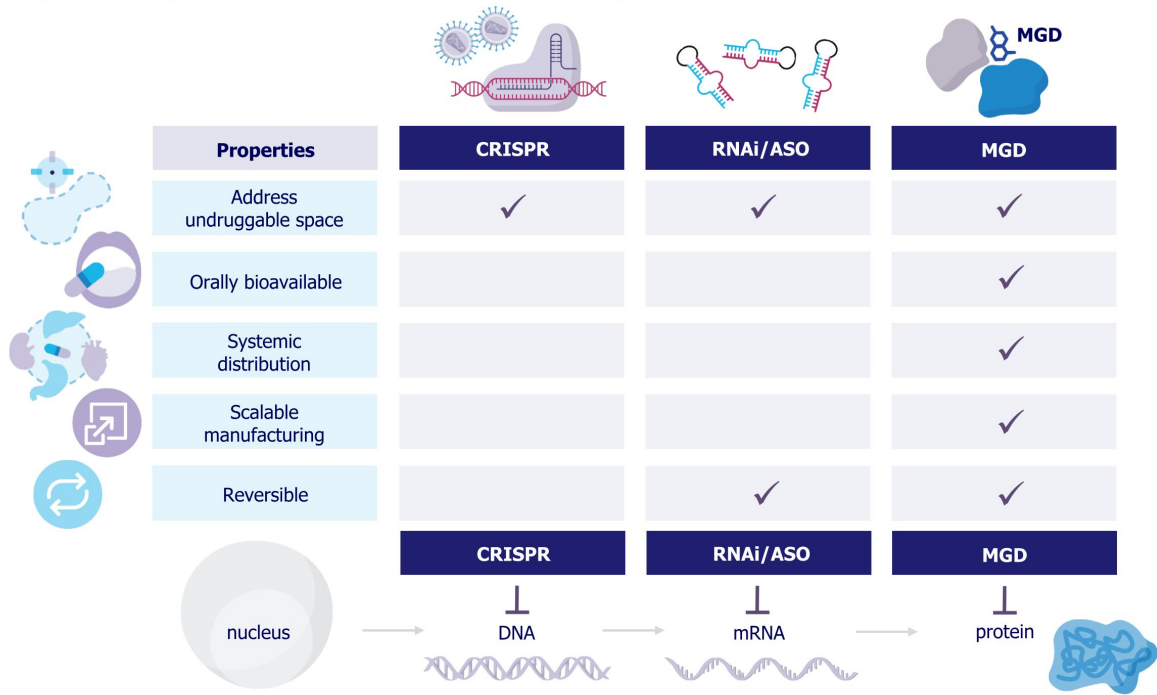 MGD
Properties
CRISPR
RNAi/ASO
MGD
Address
undruggable space
✓
✓
✓
Orally bioavailable
✓
Systemic
distribution
✓
Scalable
manufacturing
✓
Reversible
✓
✓
CRISPR
RNAi/ASO
MGD
nucleus
DNA
mRNA
protein